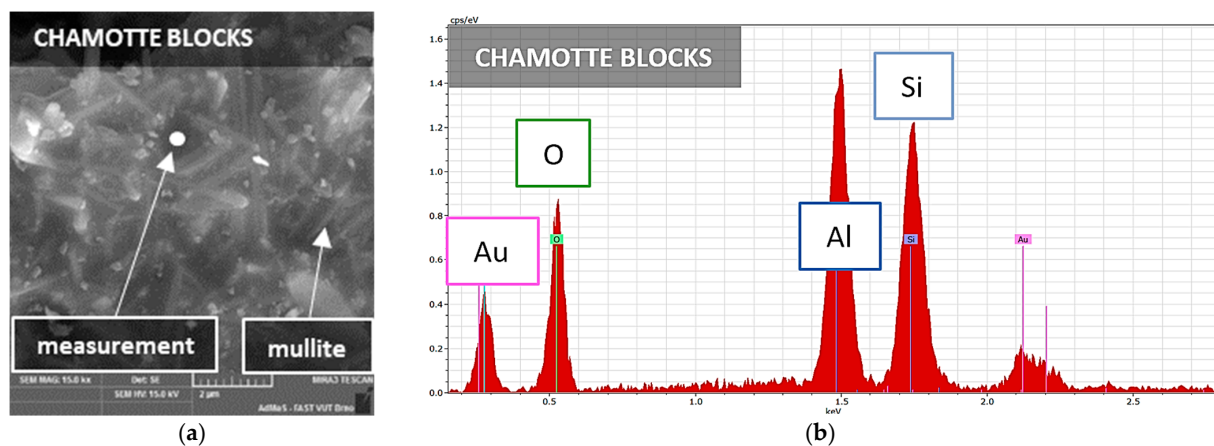 CHAMOTTE BLOCKS
measurement
mullite
SEM MAG: 15.0 kx
Det: SE
MIRA3 TESCAN
SEM HV: 15.0 kV
2 µm
AdMaS - FAST VUT Brno
(a)
cps/eV
CHAMOTTE BLOCKS
1.6
1.4
1.2
1.0
0.8
0.6
0.4
0.2
0.0
Au
O
Al
Si
O
Si
Au
0.5
1.5
2.0
2.5
keV
(b)